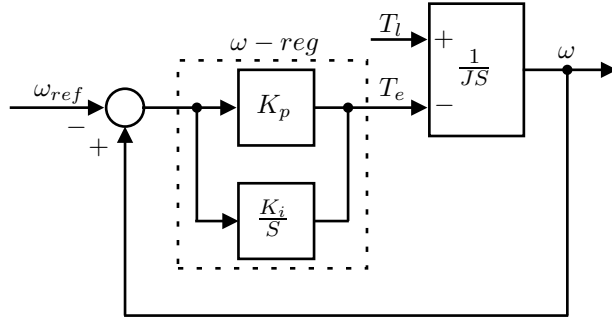 ω − reg
T_l
ω
+
1
JS
ω_ref
K_p
T_e
−
−
+
K_i
S